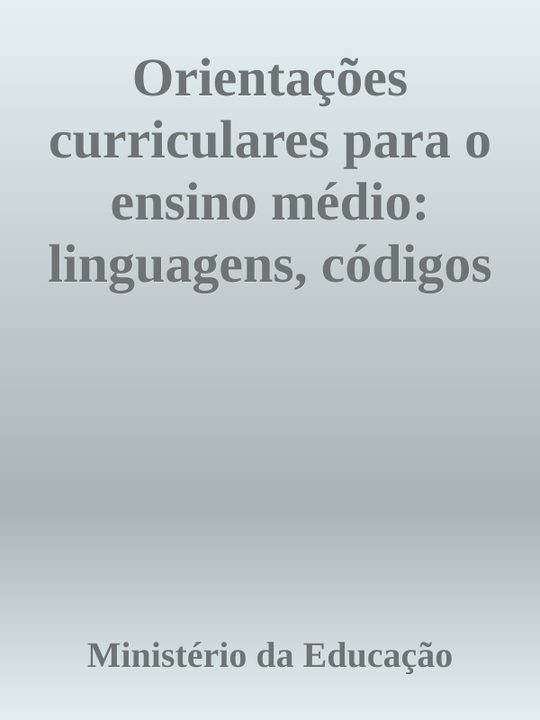 Orientações
curriculares para o
ensino médio:
linguagens, códigos
Ministério da Educação